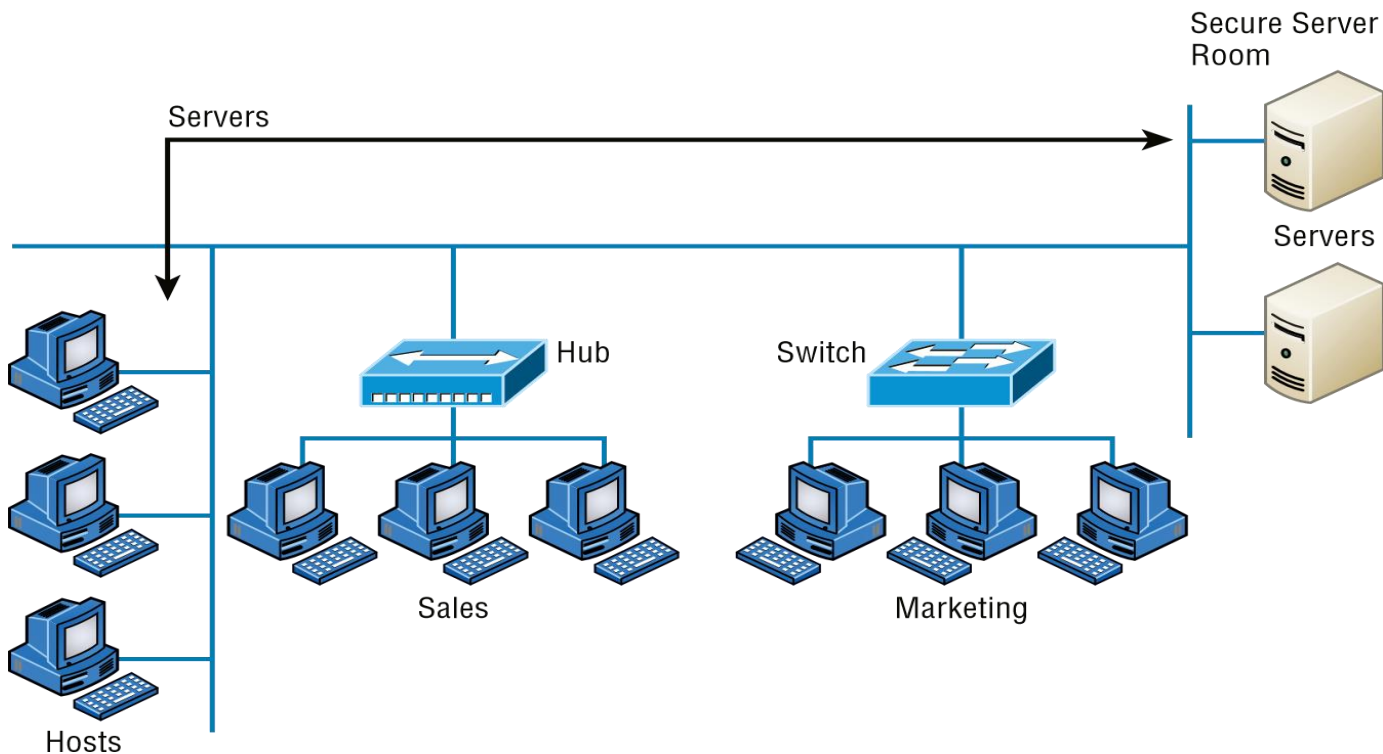 Secure Server
Room
Servers
Servers
Hub
Switch
Sales
Marketing
Hosts